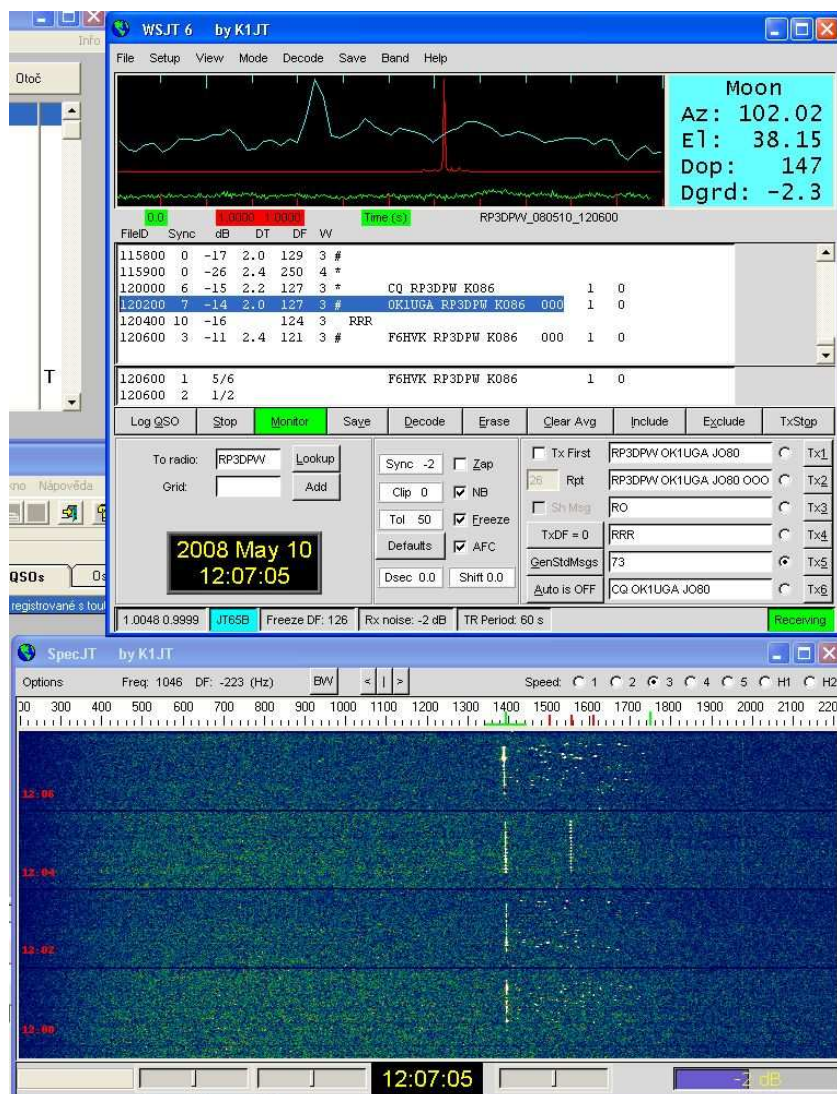 WSJT 6 by K1JT
Info
File Setup View Mode Decode Save Band Help
Otoč
Moon
Az: 102.02
El: 38.15
Dop: 147
Dgrd: -2.3
0.0 1.0000 1.0000 Time (s) RP3DPW_080510_120600
FileID Sync dB DT DF W
115800 0 -17 2.0 129 3 #
115900 0 -26 2.4 250 4 *
120000 6 -15 2.2 127 3 * CQ RP3DPW KO86 1 0
120200 7 -14 2.0 127 3 # OK1UGA RP3DPW KO86 OOO 1 0
120400 10 -16 124 3 RRR
120600 3 -11 2.4 121 3 # F6HVK RP3DPW KO86 OOO 1 0
T
120600 1 5/6 F6HVK RP3DPW KO86 1 0
120600 2 1/2
Log QSO Stop Monitor Save Decode Erase Clear Avg Include Exclude TxStop
To radio: RP3DPW Lookup
Grid: Add
2008 May 10
12:07:05
Sync -2 Zap
Clip 0 NB
Tol 50 Freeze
Defaults AFC
Dsec 0.0 Shift 0.0
Tx First RP3DPW OK1UGA JO80 Tx1
26 Rpt RP3DPW OK1UGA JO80 OOO Tx2
Sh Msg RO Tx3
TxDF = 0 RRR Tx4
GenStdMsgs 73 Tx5
Auto is OFF CQ OK1UGA JO80 Tx6
kno Nápověda
QSOs Os
registrované s tout
1.0048 0.9999 JT65B Freeze DF: 126 Rx noise: -2 dB TR Period: 60 s Receiving
SpecJT by K1JT
Options Freq: 1046 DF: -223 (Hz) BW < | > Speed: 1 2 3 4 5 H1 H2
00 300 400 500 600 700 800 900 1000 1100 1200 1300 1400 1500 1600 1700 1800 1900 2000 2100 220
12:06
12:04
12:02
12:00
12:07:05
-2 dB